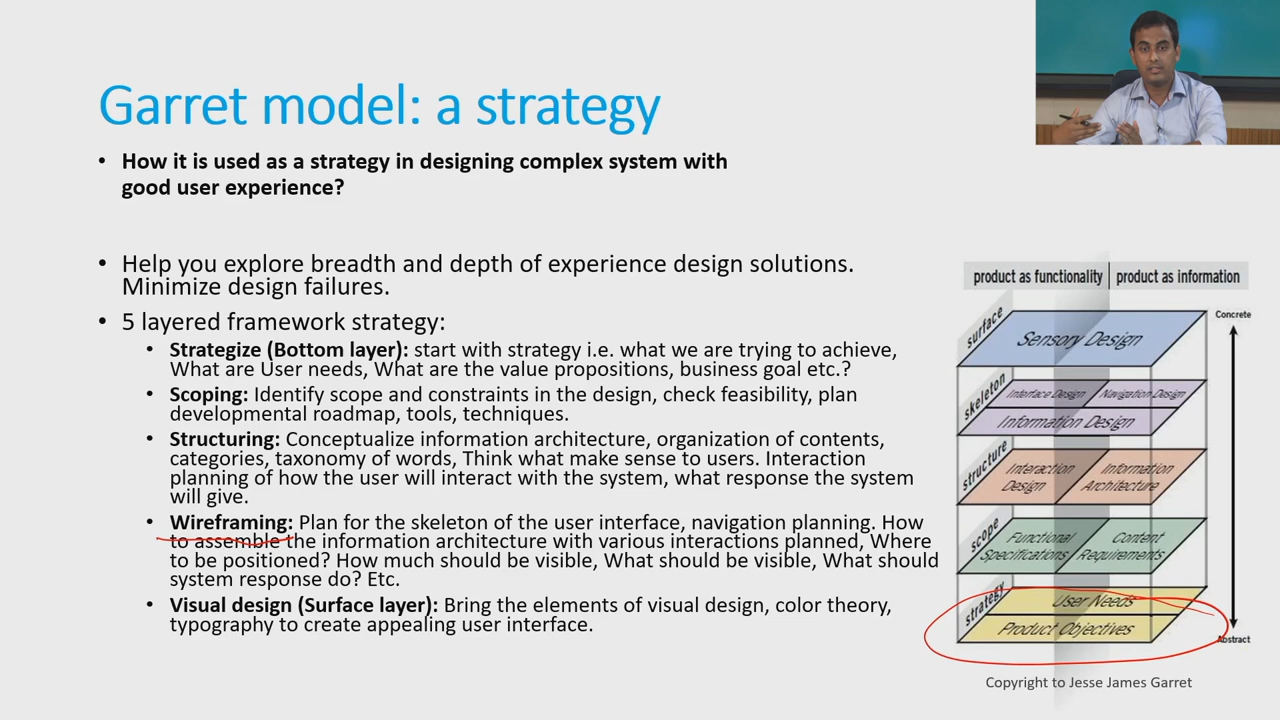 Garret model: a strategy
• How it is used as a strategy in designing complex system with
good user experience?
• Help you explore breadth and depth of experience design solutions.
Minimize design failures.
• 5 layered framework strategy:
• Strategize (Bottom layer): start with strategy i.e. what we are trying to achieve,
What are User needs, What are the value propositions, business goal etc.?
• Scoping: Identify scope and constraints in the design, check feasibility, plan
developmental roadmap, tools, techniques.
• Structuring: Conceptualize information architecture, organization of contents,
categories, taxonomy of words, Think what make sense to users. Interaction
planning of how the user will interact with the system, what response the system
will give.
• Wireframing: Plan for the skeleton of the user interface, navigation planning. How
to assemble the information architecture with various interactions planned, Where
to be positioned? How much should be visible, What should be visible, What should
system response do? Etc.
• Visual design (Surface layer): Bring the elements of visual design, color theory,
typography to create appealing user interface.
product as functionality | product as information
Concrete
surface
Sensory Design
skeleton
Interface Design Navigation Design
Information Design
structure
Interaction Design
Information Architecture
scope
Functional Specifications
Content Requirements
strategy
User Needs
Product Objectives
Abstract
Copyright to Jesse James Garret